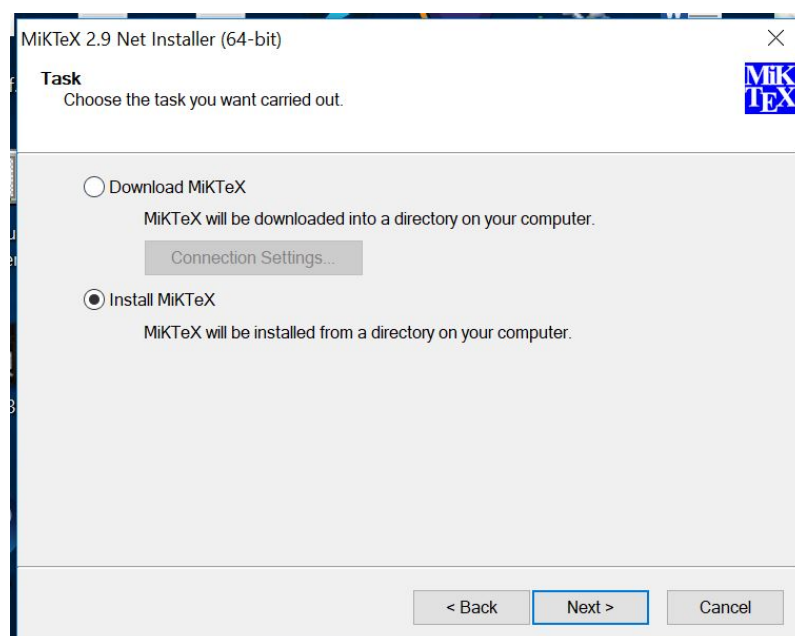 MiKTeX 2.9 Net Installer (64-bit)
Task
Choose the task you want carried out.
MiK
TEX
Download MiKTeX
MiKTeX will be downloaded into a directory on your computer.
Connection Settings...
Install MiKTeX
MiKTeX will be installed from a directory on your computer.
< Back Next > Cancel